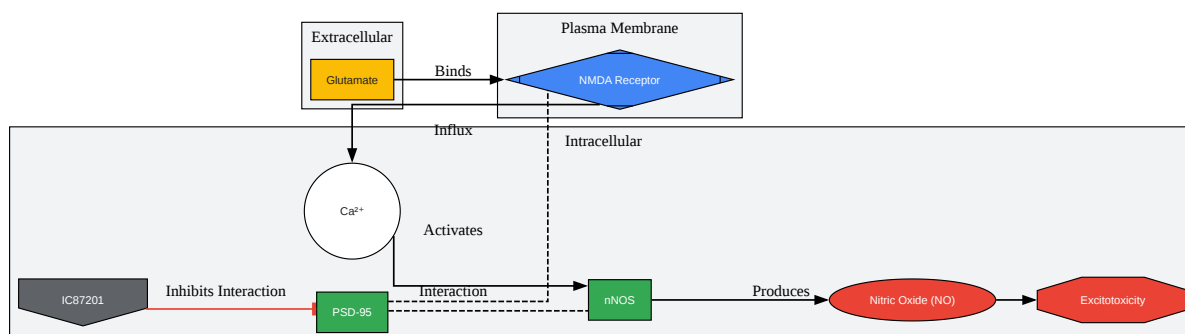 Plasma Membrane
Extracellular
Glutamate
Binds
NMDA Receptor
Influx
Intracellular
Ca²⁺
Activates
IC87201
Inhibits Interaction
PSD-95
Interaction
nNOS
Produces
Nitric Oxide (NO)
Excitotoxicity